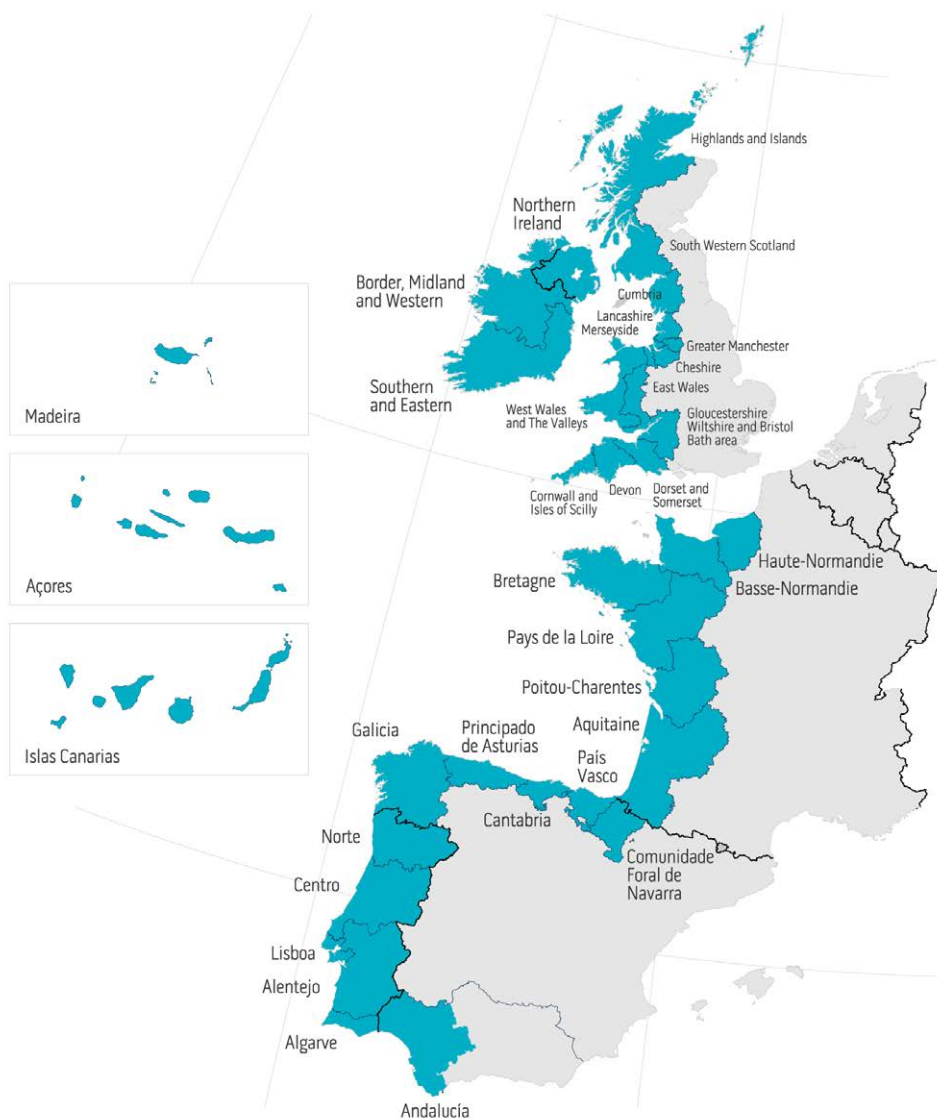 Highlands and Islands
Northern
Ireland
South Western Scotland
Border, Midland
and Western
Cumbria
Lancashire
Merseyside
Greater Manchester
Cheshire
East Wales
Southern
and Eastern
West Wales
and The Valleys
Gloucestershire
Wiltshire and Bristol
Bath area
Cornwall and
Isles of Scilly
Devon
Dorset and
Somerset
Madeira
Açores
Islas Canarias
Haute-Normandie
Basse-Normandie
Bretagne
Pays de la Loire
Poitou-Charentes
Aquitaine
País
Vasco
Principado
de Asturias
Galicia
Cantabria
Comunidade
Foral de
Navarra
Norte
Centro
Lisboa
Alentejo
Algarve
Andalucía